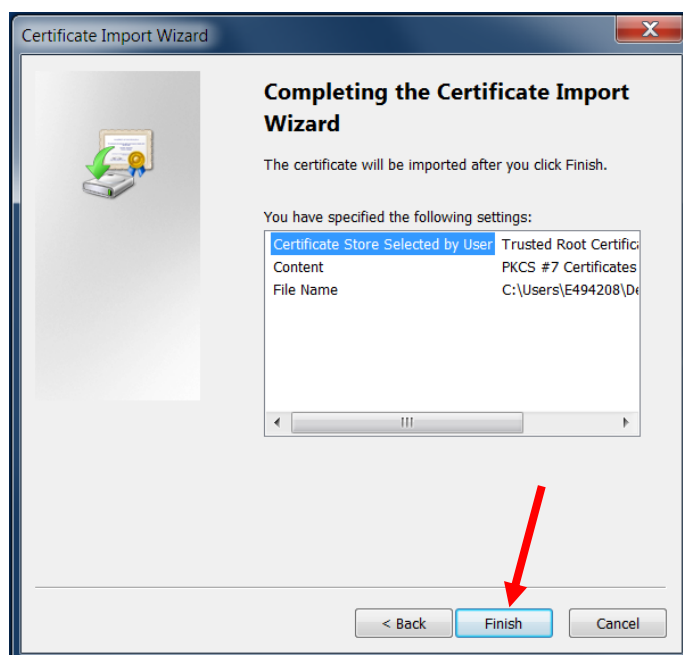 Certificate Import Wizard
X
Completing the Certificate Import
Wizard
The certificate will be imported after you click Finish.
You have specified the following settings:
Certificate Store Selected by User Trusted Root Certific
Content PKCS #7 Certificates
File Name C:\Users\E494208\De
< Back Finish Cancel